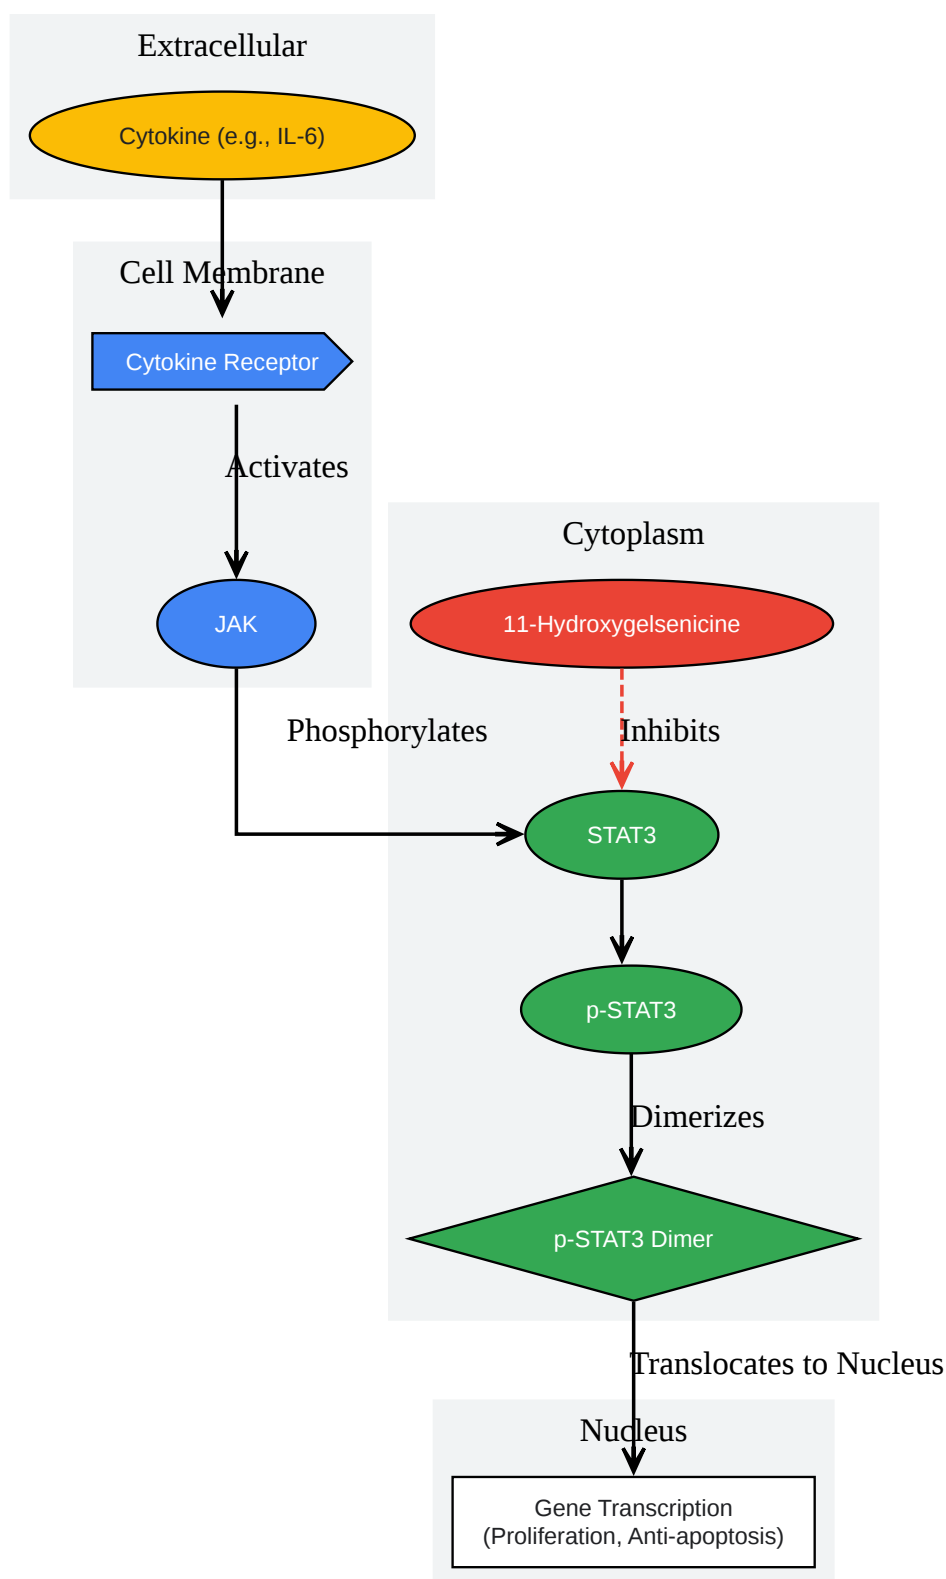 Extracellular
Cytokine (e.g., IL-6)
Cell Membrane
Cytokine Receptor
Activates
Cytoplasm
JAK
11-Hydroxygelsenicine
Phosphorylates
Inhibits
STAT3
p-STAT3
Dimerizes
p-STAT3 Dimer
Translocates to Nucleus
Nucleus
Gene Transcription
(Proliferation, Anti-apoptosis)